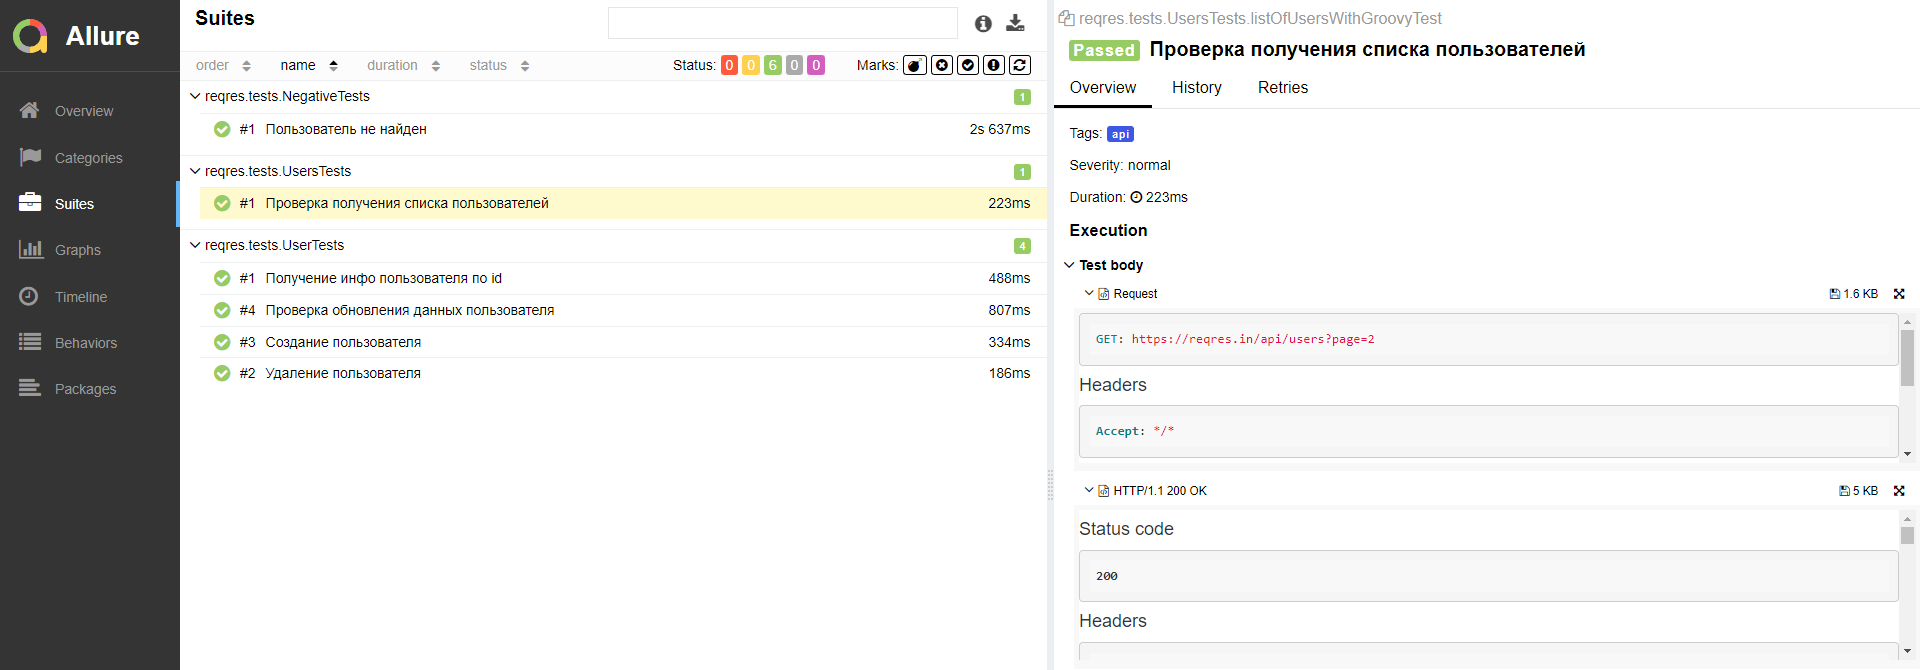 Allure
Overview
Categories
Suites
Graphs
Timeline
Behaviors
Packages
Suites
order name duration status Status: 0 0 6 0 0 Marks:
reqres.tests.NegativeTests 1
#1 Пользователь не найден 2s 637ms
reqres.tests.UsersTests 1
#1 Проверка получения списка пользователей 223ms
reqres.tests.UserTests 4
#1 Получение инфо пользователя по id 488ms
#4 Проверка обновления данных пользователя 807ms
#3 Создание пользователя 334ms
#2 Удаление пользователя 186ms
reqres.tests.UsersTests.listOfUsersWithGroovyTest
Passed Проверка получения списка пользователей
Overview History Retries
Tags: api
Severity: normal
Duration: 223ms
Execution
Test body
Request 1.6 KB
GET: https://reqres.in/api/users?page=2
Headers
Accept: */*
HTTP/1.1 200 OK 5 KB
Status code
200
Headers